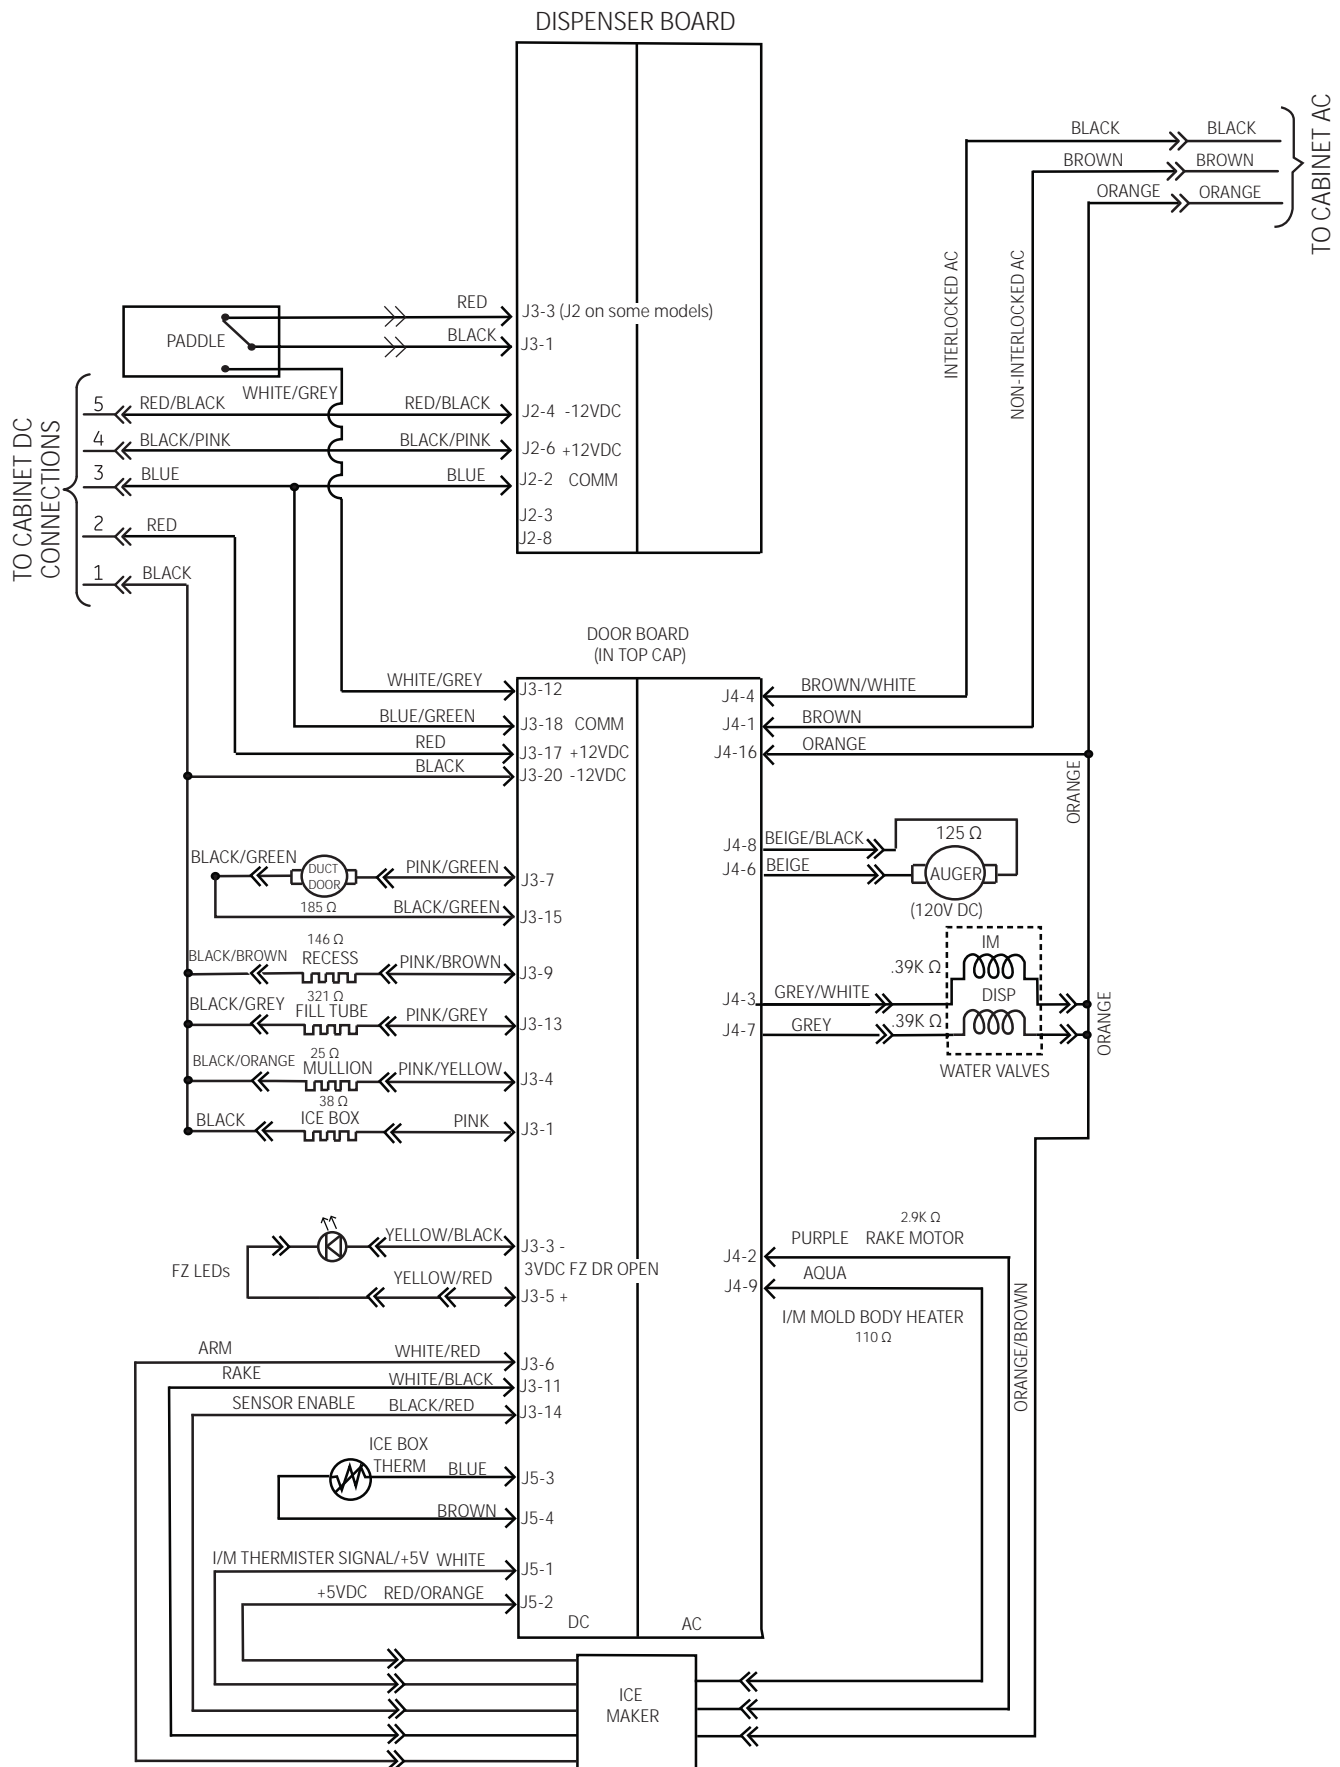 DISPENSER BOARD
BLACK BLACK
BROWN BROWN
ORANGE ORANGE
TO CABINET AC
INTERLOCKED AC
NON-INTERLOCKED AC
RED J3-3 (J2 on some models)
PADDLE BLACK J3-1
WHITE/GREY
TO CABINET DC
CONNECTIONS
5 RED/BLACK RED/BLACK J2-4 -12VDC
4 BLACK/PINK BLACK/PINK J2-6 +12VDC
3 BLUE BLUE J2-2 COMM
J2-3
2 RED
J2-8
1 BLACK
DOOR BOARD
(IN TOP CAP)
WHITE/GREY J3-12
J4-4 BROWN/WHITE
BLUE/GREEN J3-18 COMM
J4-1 BROWN
RED J3-17 +12VDC
J4-16 ORANGE
BLACK J3-20 -12VDC
ORANGE
J4-8 BEIGE/BLACK 125 Ω
J4-6 BEIGE AUGER
(120V DC)
BLACK/GREEN DUCT
DOOR PINK/GREEN J3-7
185 Ω BLACK/GREEN J3-15
146 Ω
BLACK/BROWN RECESS PINK/BROWN J3-9
321 Ω
BLACK/GREY FILL TUBE PINK/GREY J3-13
25 Ω
BLACK/ORANGE MULLION PINK/YELLOW J3-4
38 Ω
BLACK ICE BOX PINK J3-1
IM
.39K Ω
J4-3 GREY/WHITE DISP
J4-7 GREY .39K Ω
WATER VALVES
ORANGE
YELLOW/BLACK J3-3 -
FZ LEDs 3VDC FZ DR OPEN
YELLOW/RED J3-5 +
2.9K Ω
PURPLE RAKE MOTOR
J4-2
AQUA
J4-9
I/M MOLD BODY HEATER
110 Ω
ORANGE/BROWN
ARM WHITE/RED J3-6
RAKE WHITE/BLACK J3-11
SENSOR ENABLE BLACK/RED J3-14
ICE BOX
THERM BLUE J5-3
BROWN J5-4
I/M THERMISTER SIGNAL/+5V WHITE J5-1
+5VDC RED/ORANGE J5-2
DC AC
ICE
MAKER